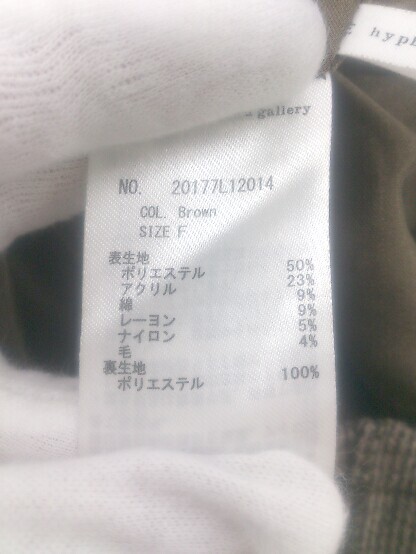 hyph
- gallery
NO. 20177L12014
COL. Brown
SIZE F
表生地
ポリエステル 50%
アクリル 23%
綿 9%
レーヨン 9%
ナイロン 5%
毛 4%
裏生地
ポリエステル 100%